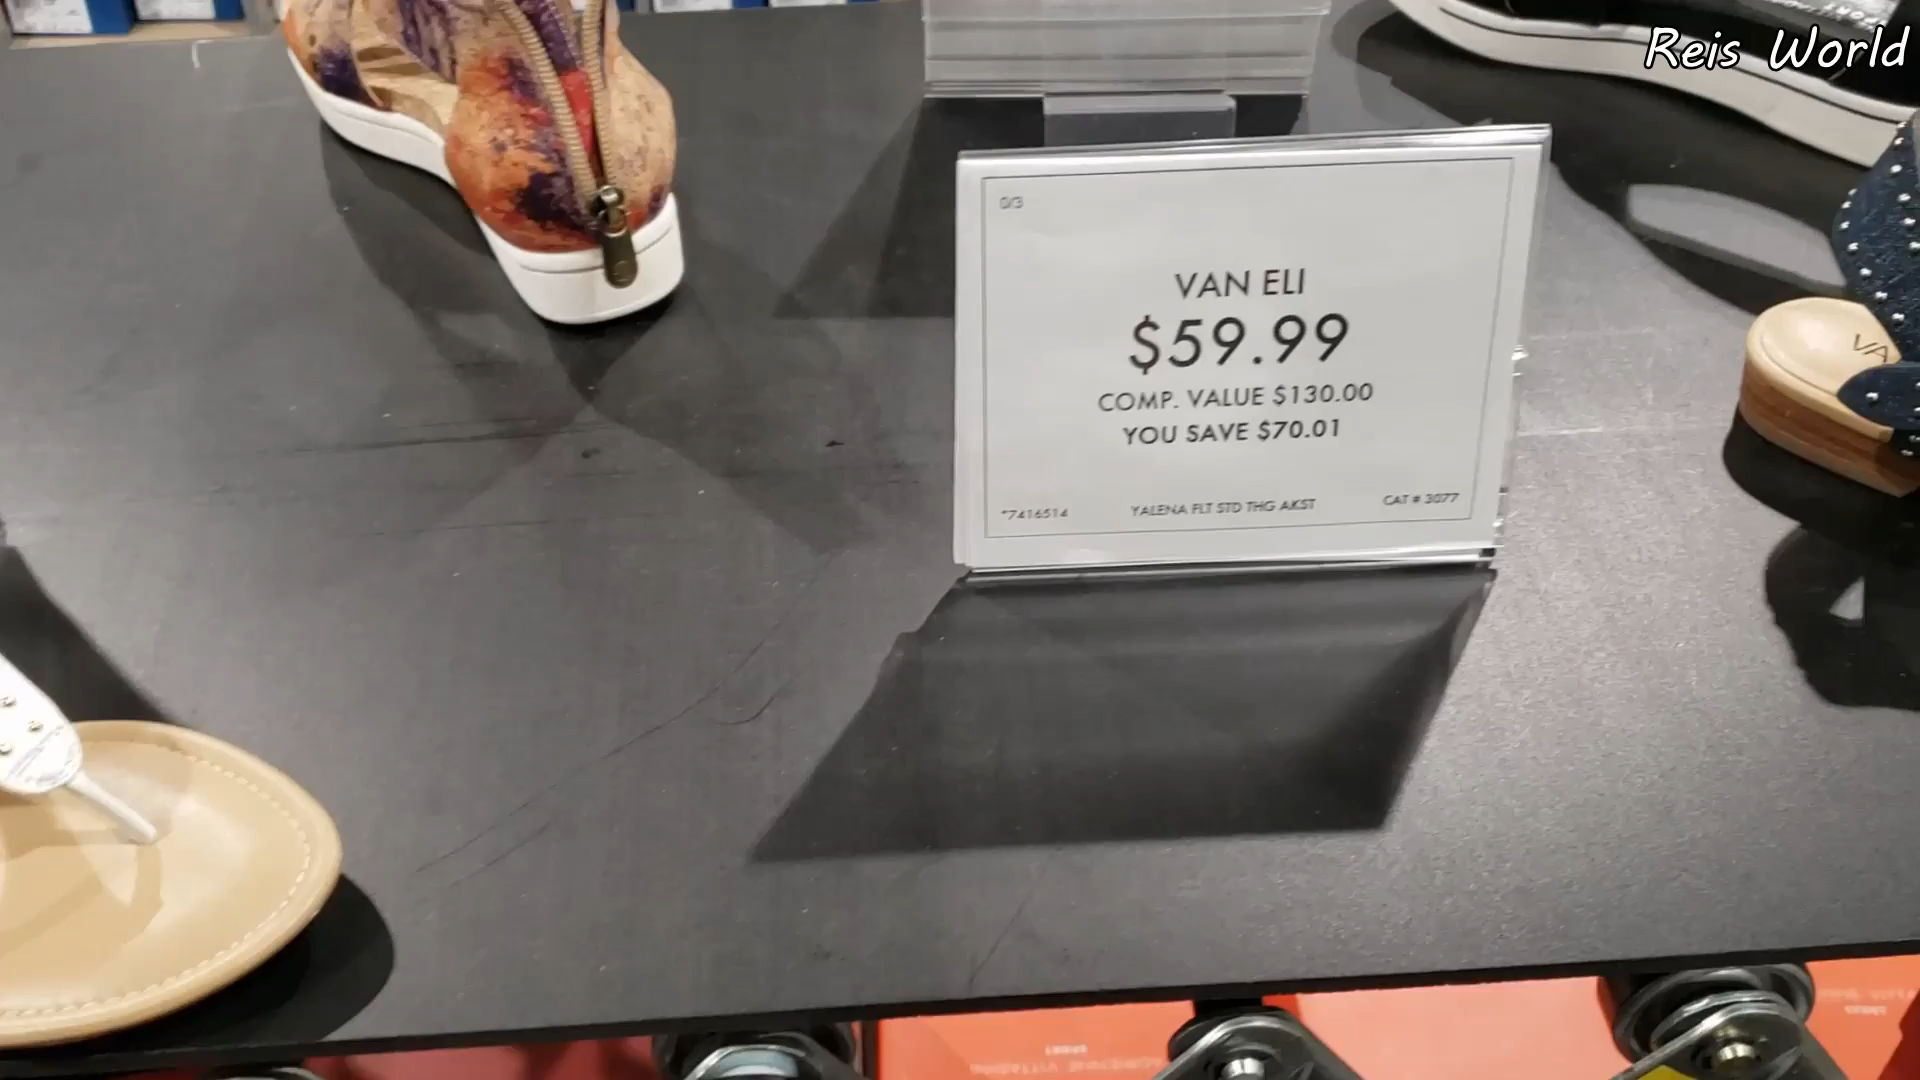 Reis World
0/3
VAN ELI
$59.99
COMP. VALUE $130.00
YOU SAVE $70.01
*7416514 YALENA FLT STD THG AKST CAT # 3077
VA